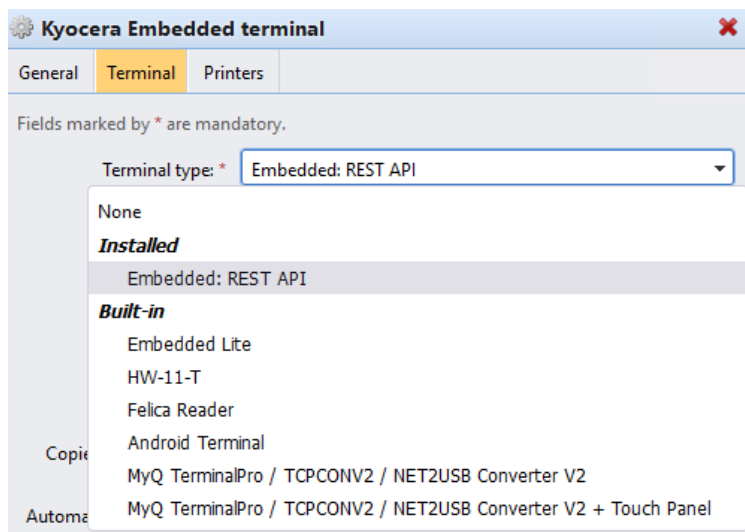 Kyocera Embedded terminal
General Terminal Printers
Fields marked by * are mandatory.
Terminal type: * Embedded: REST API
None
Installed
Embedded: REST API
Built-in
Embedded Lite
HW-11-T
Felica Reader
Android Terminal
MyQ TerminalPro / TCPCONV2 / NET2USB Converter V2
MyQ TerminalPro / TCPCONV2 / NET2USB Converter V2 + Touch Panel